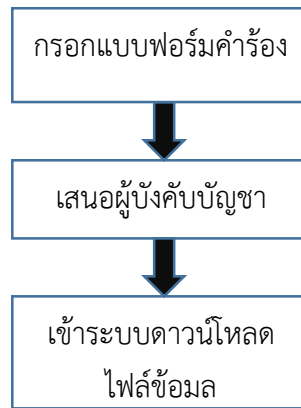 กรอกแบบฟอร์มคำร้อง
เสนอผู้บังคับบัญชา
เข้าระบบดาวน์โหลด
ไฟล์ข้อมล